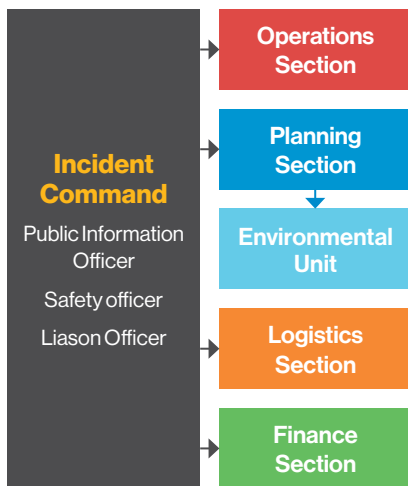 Incident
Command
Public Information
Officer
Safety officer
Liason Officer
Operations
Section
Planning
Section
Environmental
Unit
Logistics
Section
Finance
Section